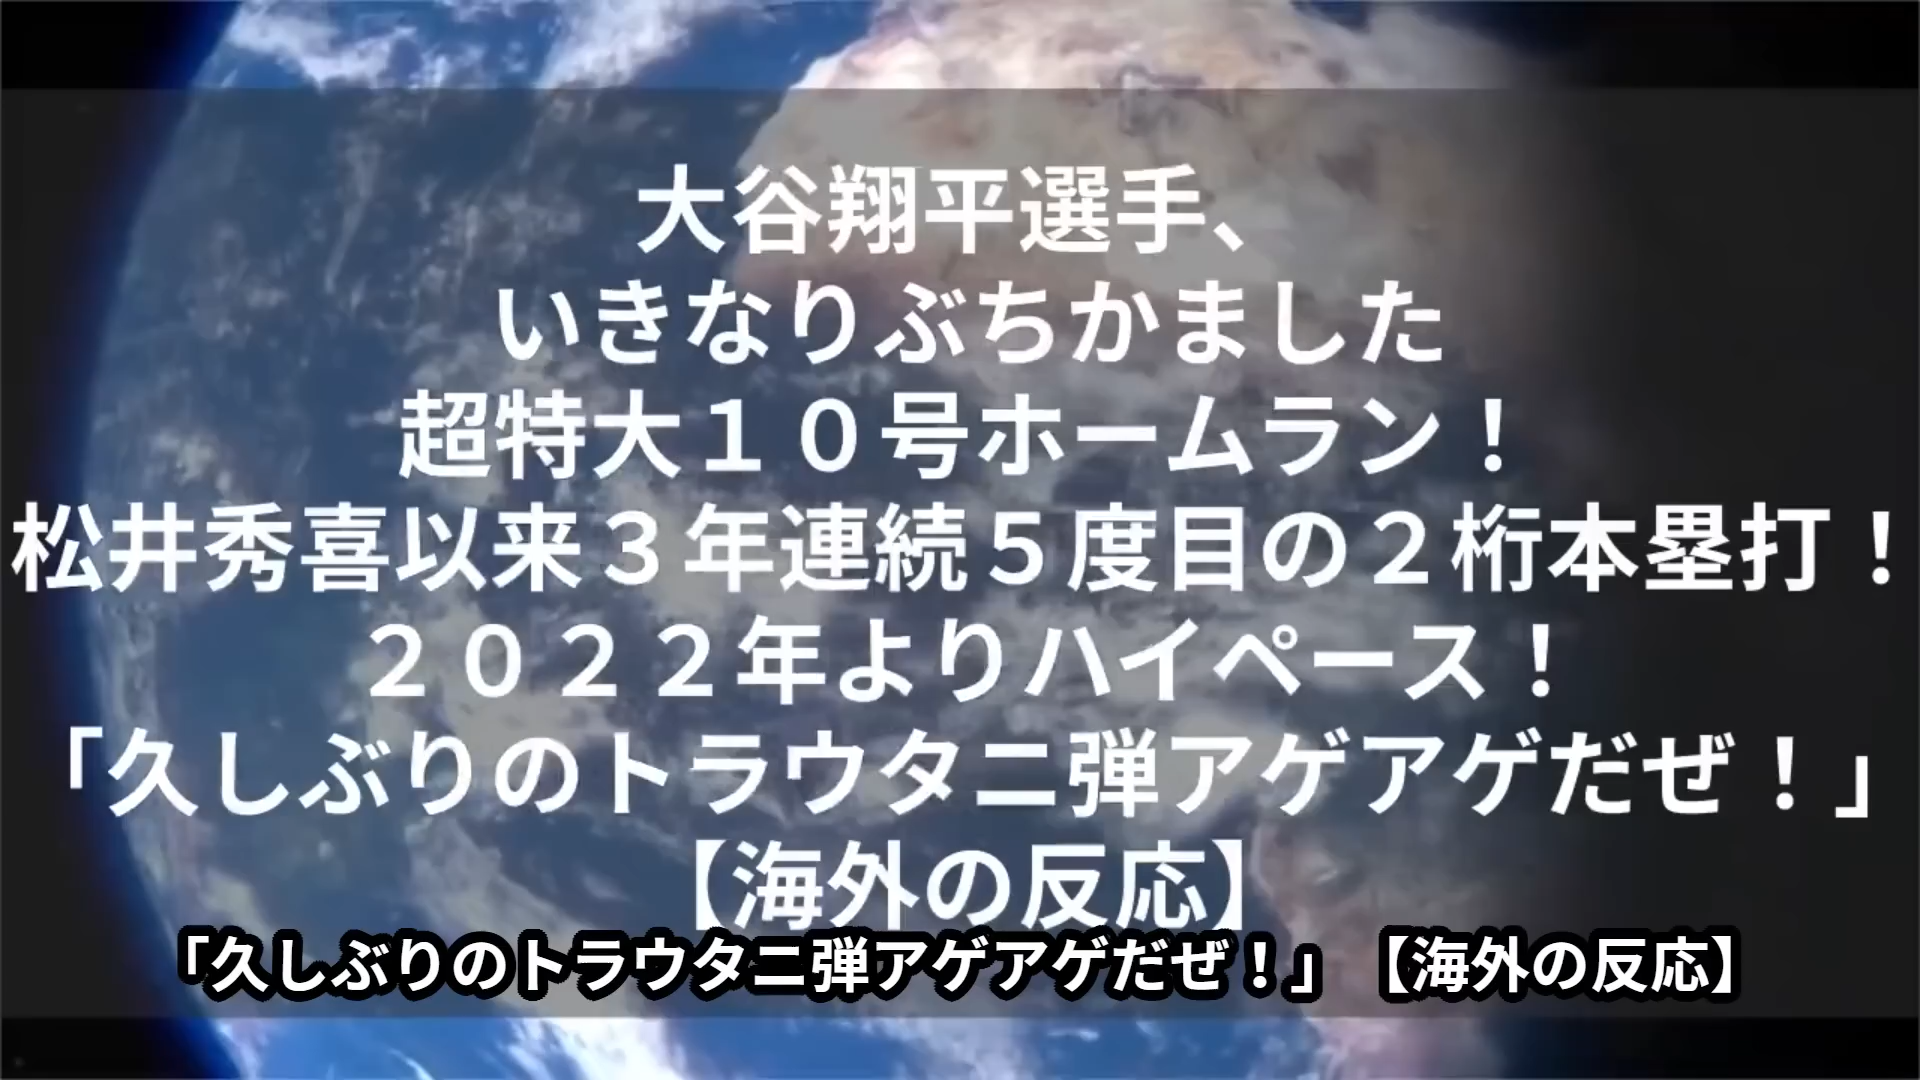 大谷翔平選手、
いきなりぶちかました
超特大１０号ホームラン！
松井秀喜以来３年連続５度目の２桁本塁打！
２０２２年よりハイペース！
「久しぶりのトラウタニ弾アゲアゲだぜ！」
【海外の反応】
「久しぶりのトラウタニ弾アゲアゲだぜ！」【海外の反応】